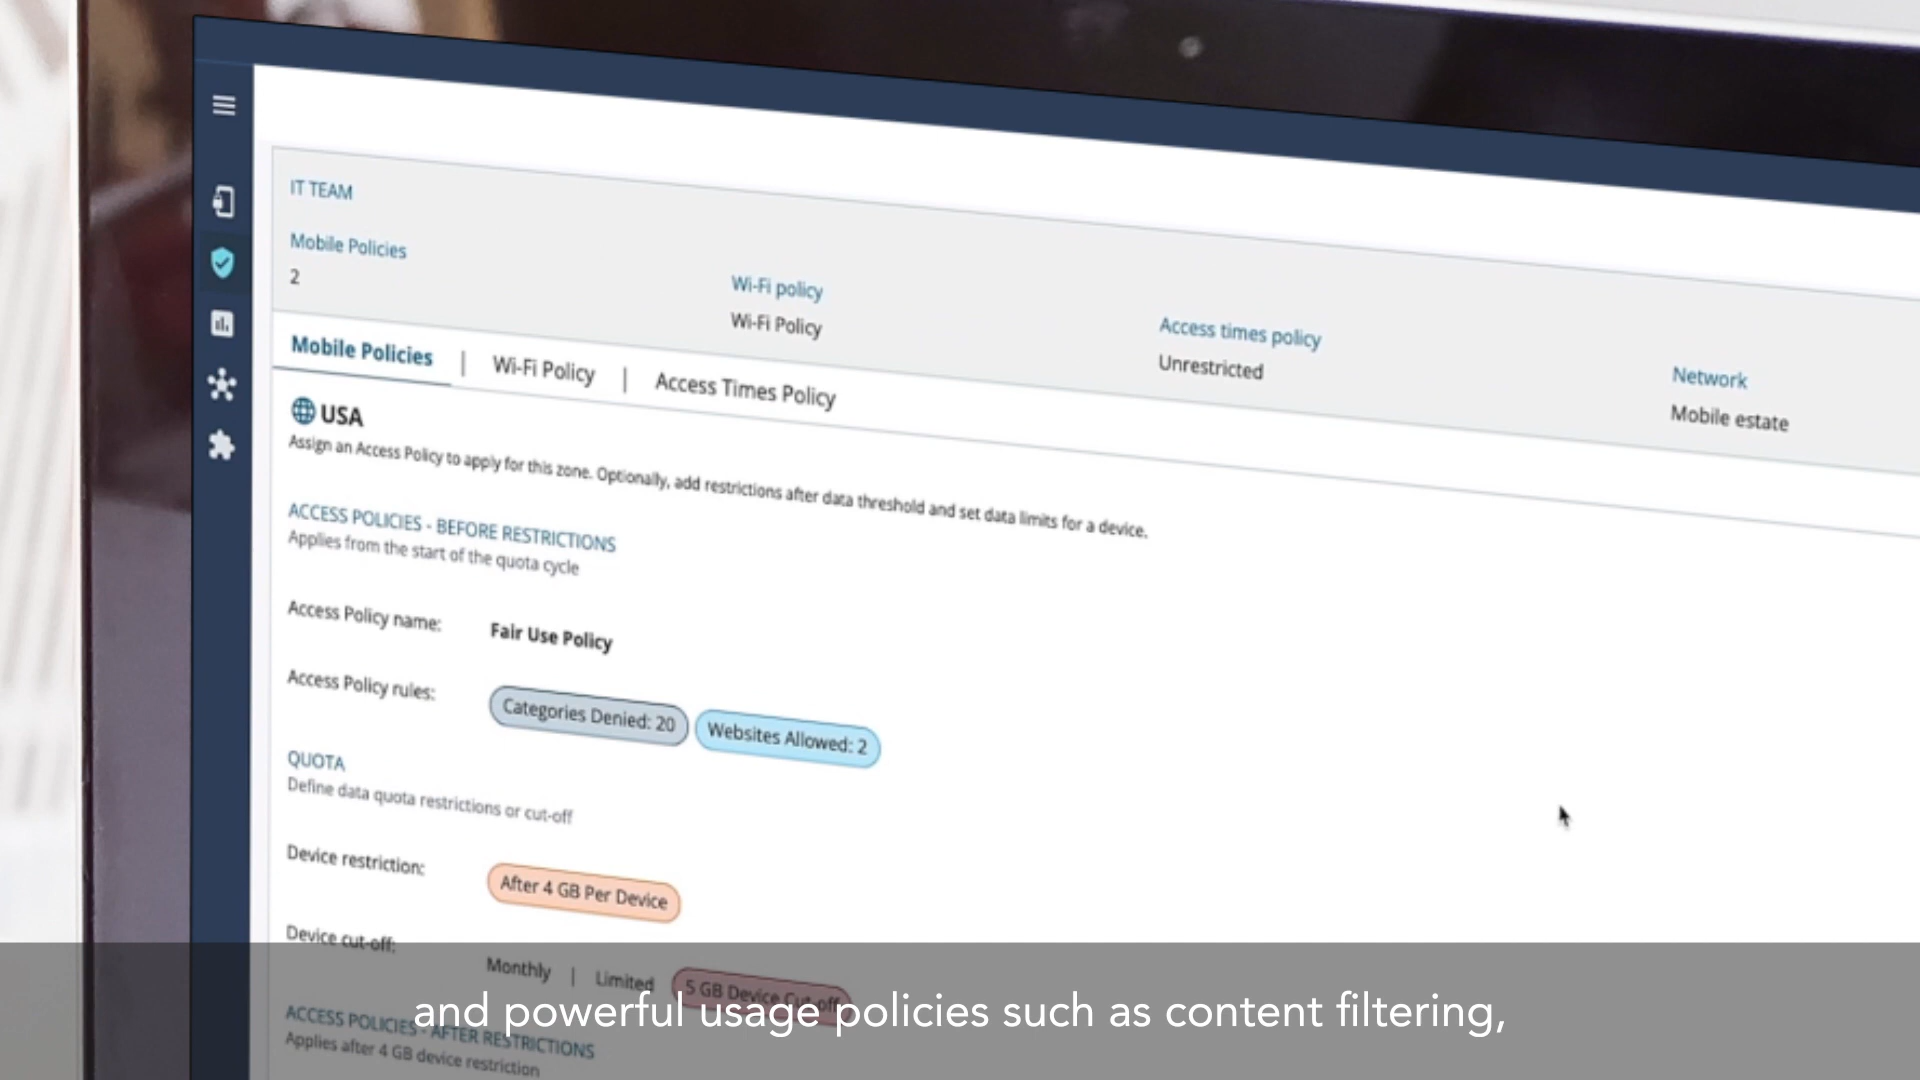 IT TEAM
Mobile Policies
2
Wi-Fi policy
Wi-Fi Policy
Access times policy
Unrestricted
Network
Mobile estate
Mobile Policies | Wi-Fi Policy | Access Times Policy
USA
Assign an Access Policy to apply for this zone. Optionally, add restrictions after data threshold and set data limits for a device.
ACCESS POLICIES - BEFORE RESTRICTIONS
Applies from the start of the quota cycle
Access Policy name: Fair Use Policy
Access Policy rules: Categories Denied: 20 Websites Allowed: 2
QUOTA
Define data quota restrictions or cut-off
Device restriction: After 4 GB Per Device
Device cut-off: Monthly | Limited 5 GB Device Cut-off
ACCESS POLICIES - AFTER RESTRICTIONS
Applies after 4 GB device restriction
and powerful usage policies such as content filtering,